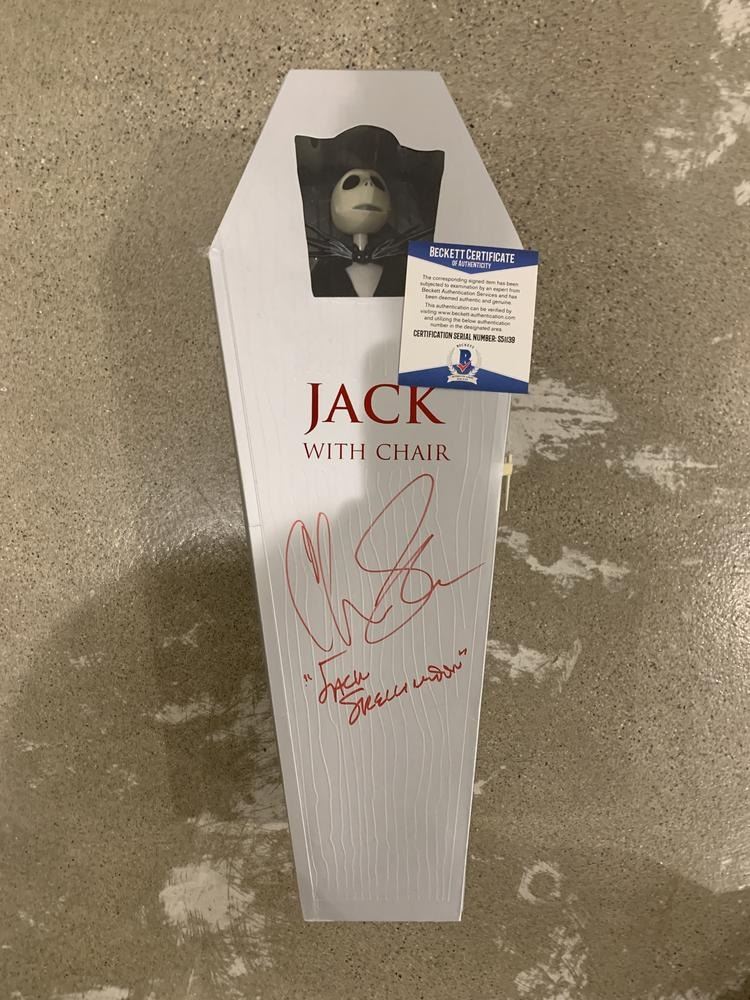 BECKETT CERTIFICATE
OF AUTHENTICITY
The corresponding signed item has been
subjected to examination by an expert from
Beckett Authentication Services and has
been deemed authentic and genuine.
This authentication can be verified by
visiting www.beckett-authentication.com
and utilizing the below authentication
number in the designated area.
CERTIFICATION SERIAL NUMBER: S51139
BECKETT
B
JACK
WITH CHAIR
"JACK
SKELLINGTON"